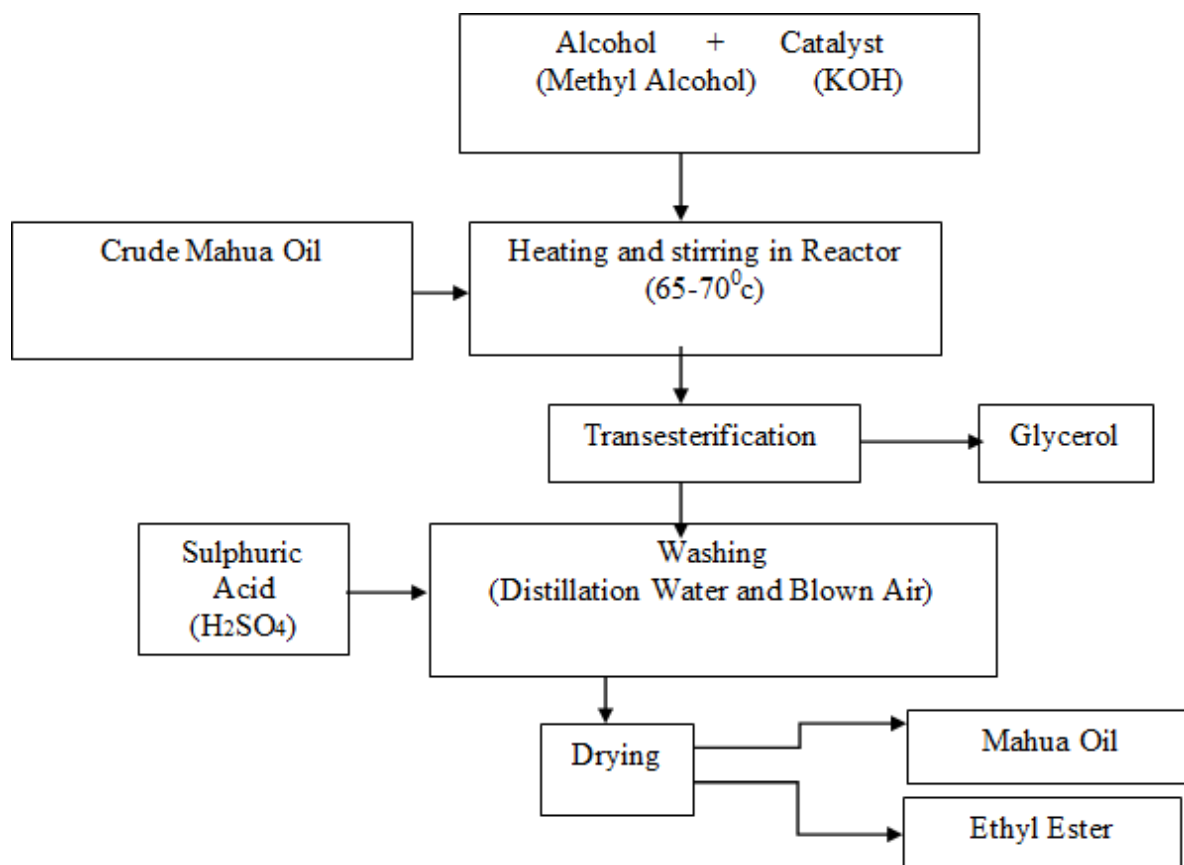 Alcohol + Catalyst
(Methyl Alcohol) (KOH)
Crude Mahua Oil
Heating and stirring in Reactor
(65-70⁰c)
Transesterification
Glycerol
Sulphuric
Acid
(H₂SO₄)
Washing
(Distillation Water and Blown Air)
Drying
Mahua Oil
Ethyl Ester